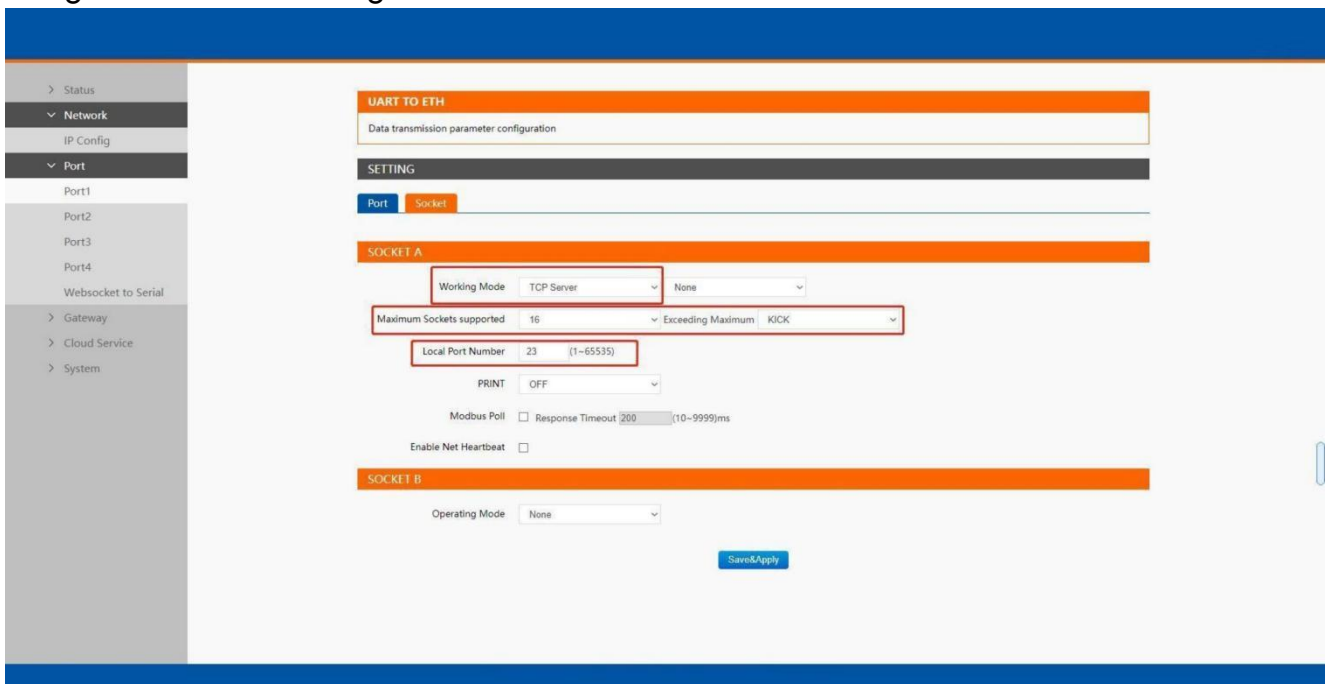 > Status
Network
IP Config
Port
Port1
Port2
Port3
Port4
Websocket to Serial
> Gateway
> Cloud Service
> System
UART TO ETH
Data transmission parameter configuration
SETTING
Port Socket
SOCKET A
Working Mode TCP Server None
Maximum Sockets supported 16 Exceeding Maximum KICK
Local Port Number 23 (1~65535)
PRINT OFF
Modbus Poll Response Timeout 200 (10~9999)ms
Enable Net Heartbeat
SOCKET B
Operating Mode None
Save&Apply